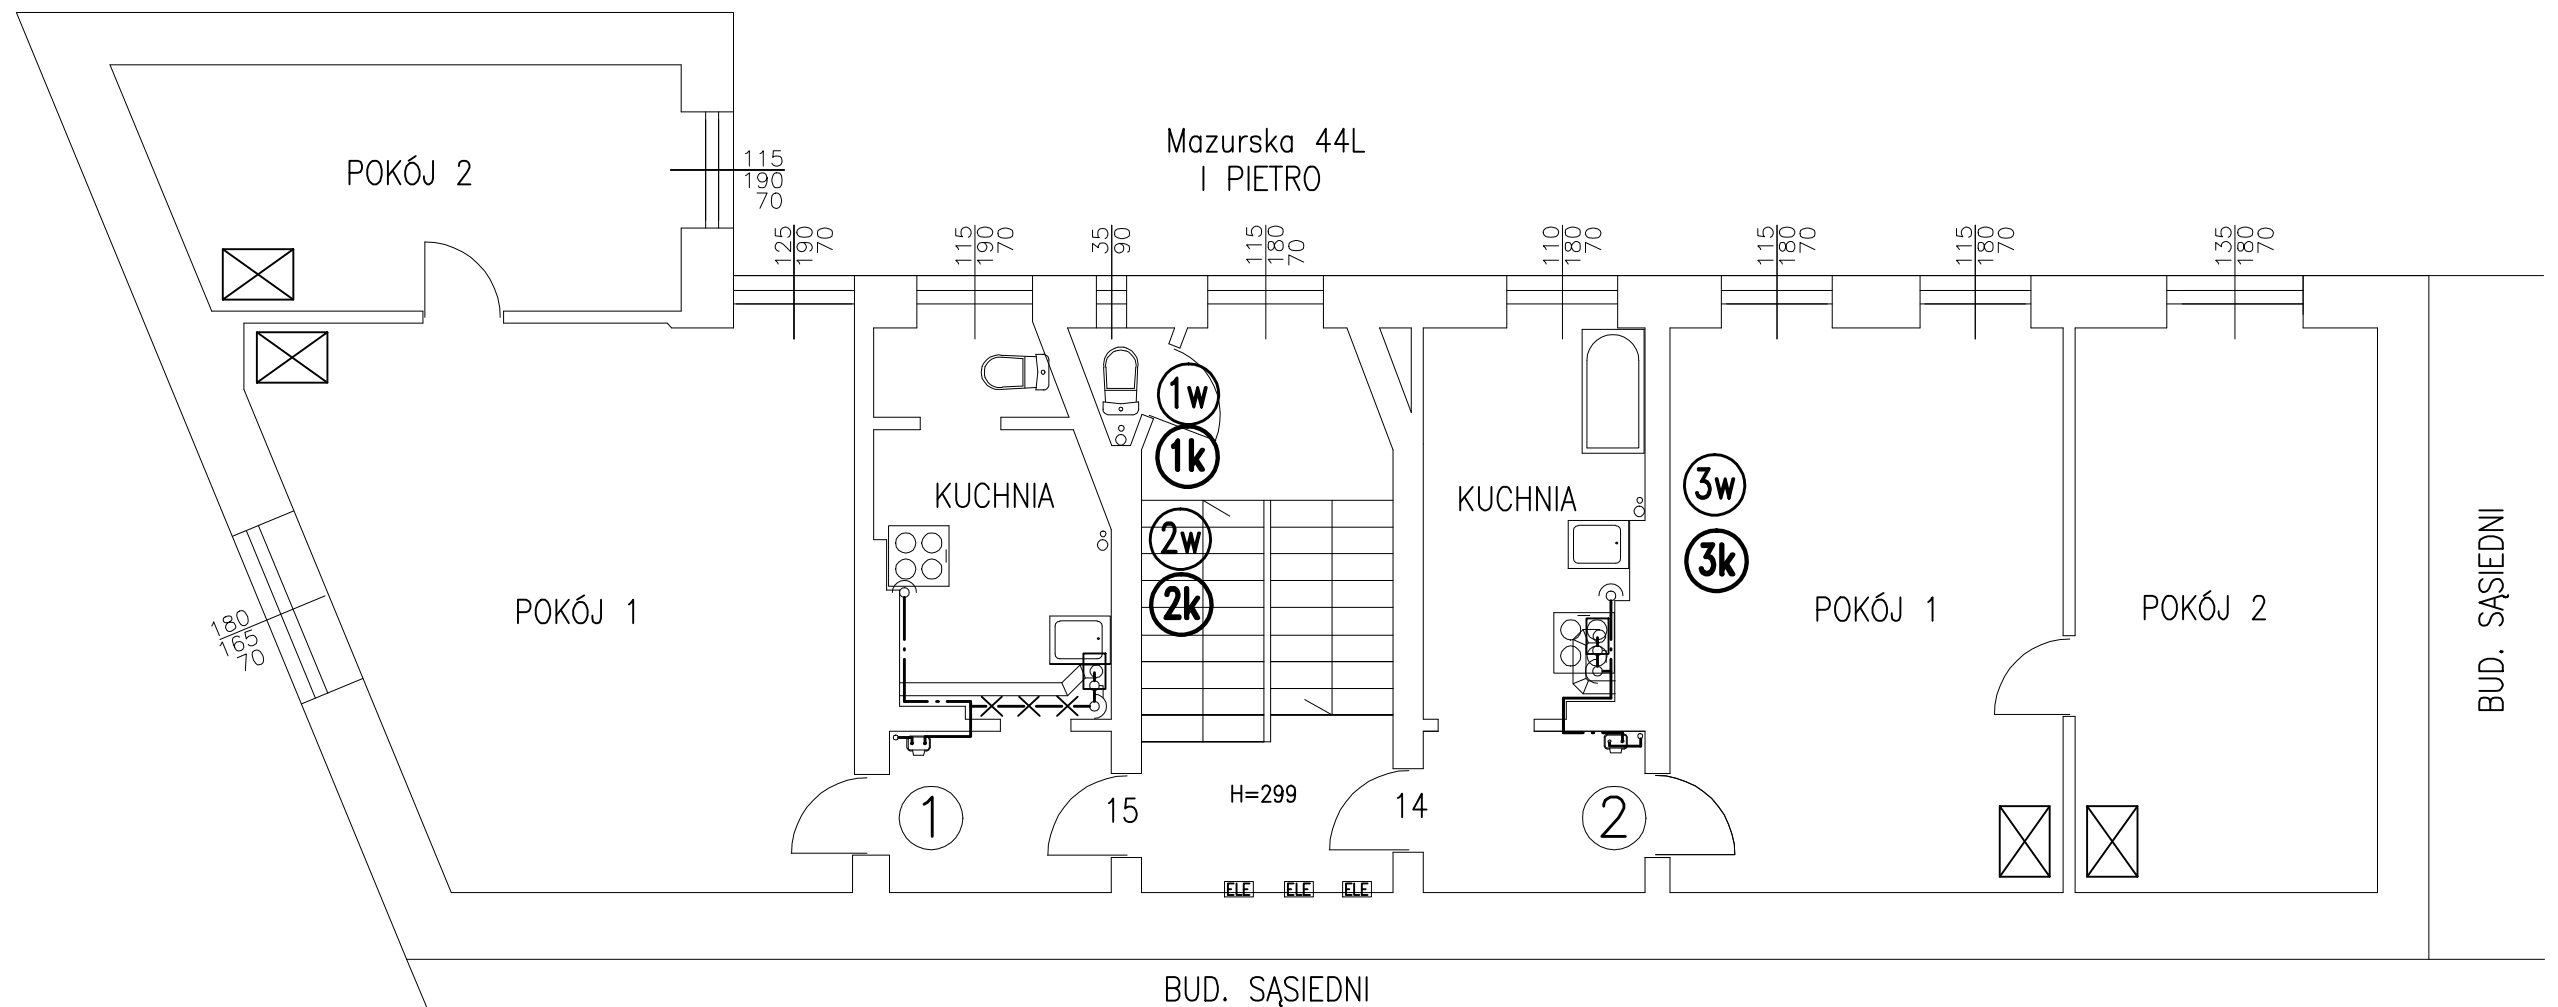 Mazurska 44L
I PIETRO
POKÓJ 2
115
190
70
125
190
70
115
190
70
35
90
115
180
70
110
180
70
115
180
70
115
180
70
135
180
70
1w
1k
2w
2k
3w
3k
KUCHNIA
KUCHNIA
POKÓJ 1
180
165
70
POKÓJ 1
POKÓJ 2
BUD. SĄSIEDNI
1
15
H=299
14
2
ELE
ELE
ELE
BUD. SĄSIEDNI